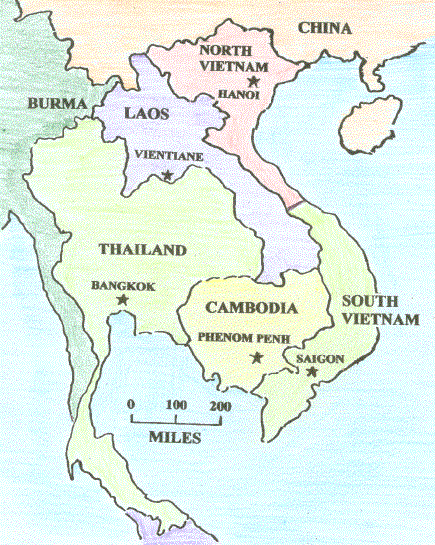 CHINA
NORTH
VIETNAM
HANOI
BURMA
LAOS
VIENTIANE
THAILAND
BANGKOK
CAMBODIA
PHENOM PENH
SOUTH
VIETNAM
SAIGON
0 100 200
MILES